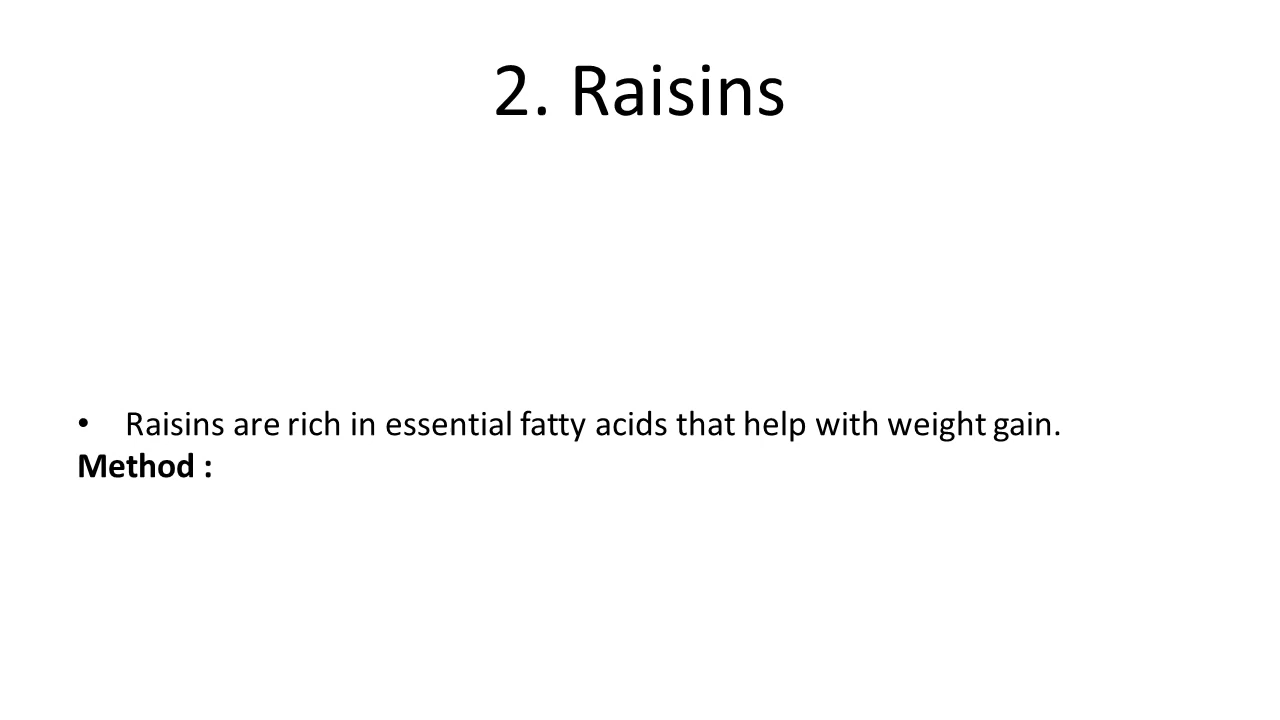 2. Raisins
• Raisins are rich in essential fatty acids that help with weight gain.
Method :